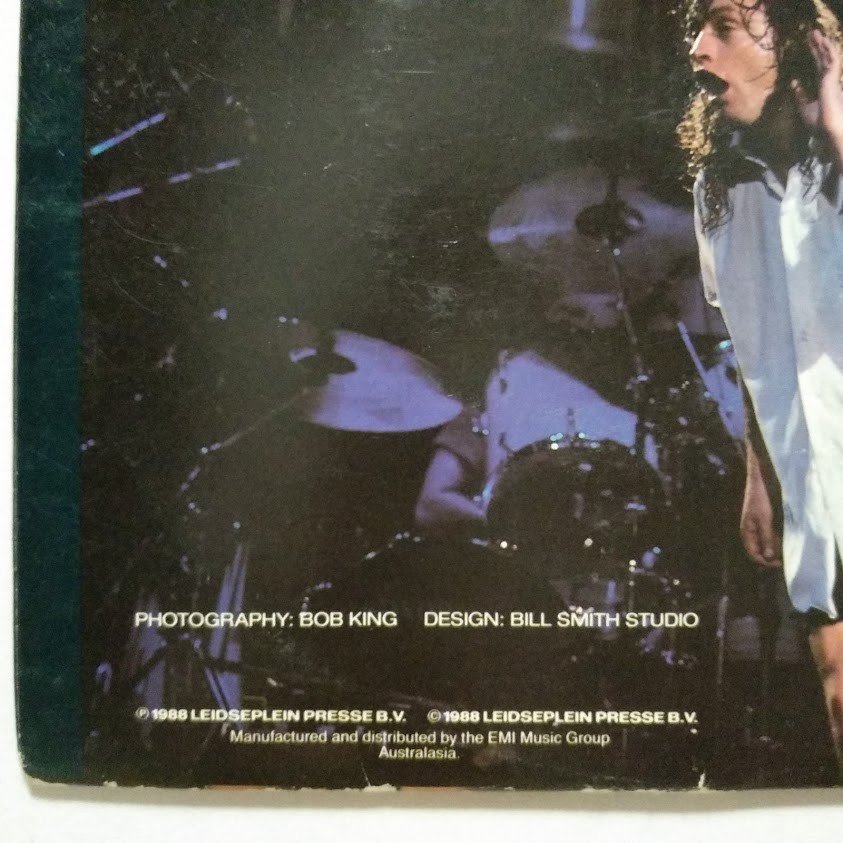 PHOTOGRAPHY: BOB KING DESIGN: BILL SMITH STUDIO
℗ 1988 LEIDSEPLEIN PRESSE B.V. © 1988 LEIDSEPLEIN PRESSE B.V.
Manufactured and distributed by the EMI Music Group
Australasia.